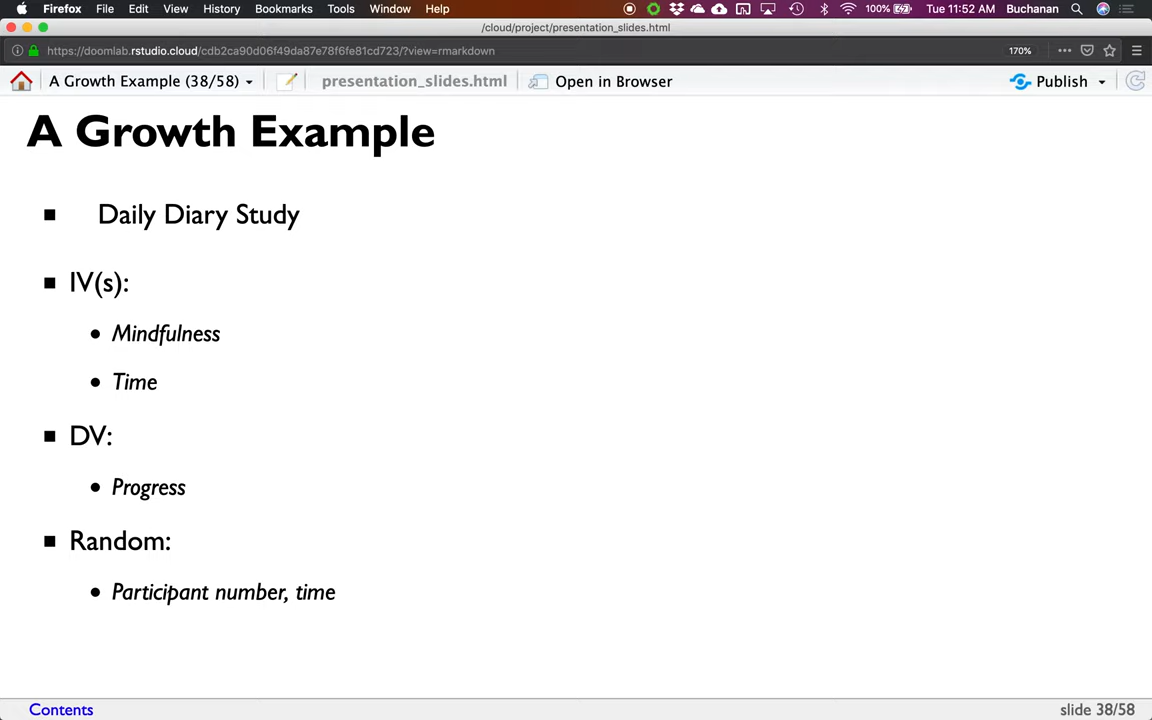 Firefox File Edit View History Bookmarks Tools Window Help 100% Tue 11:52 AM Buchanan
/cloud/project/presentation_slides.html
https://doomlab.rstudio.cloud/cdb2ca90d06f49da87e78f6fe81cd723/?view=rmarkdown 170%
A Growth Example (38/58) presentation_slides.html Open in Browser Publish
A Growth Example
Daily Diary Study
IV(s):
Mindfulness
Time
DV:
Progress
Random:
Participant number, time
Contents slide 38/58